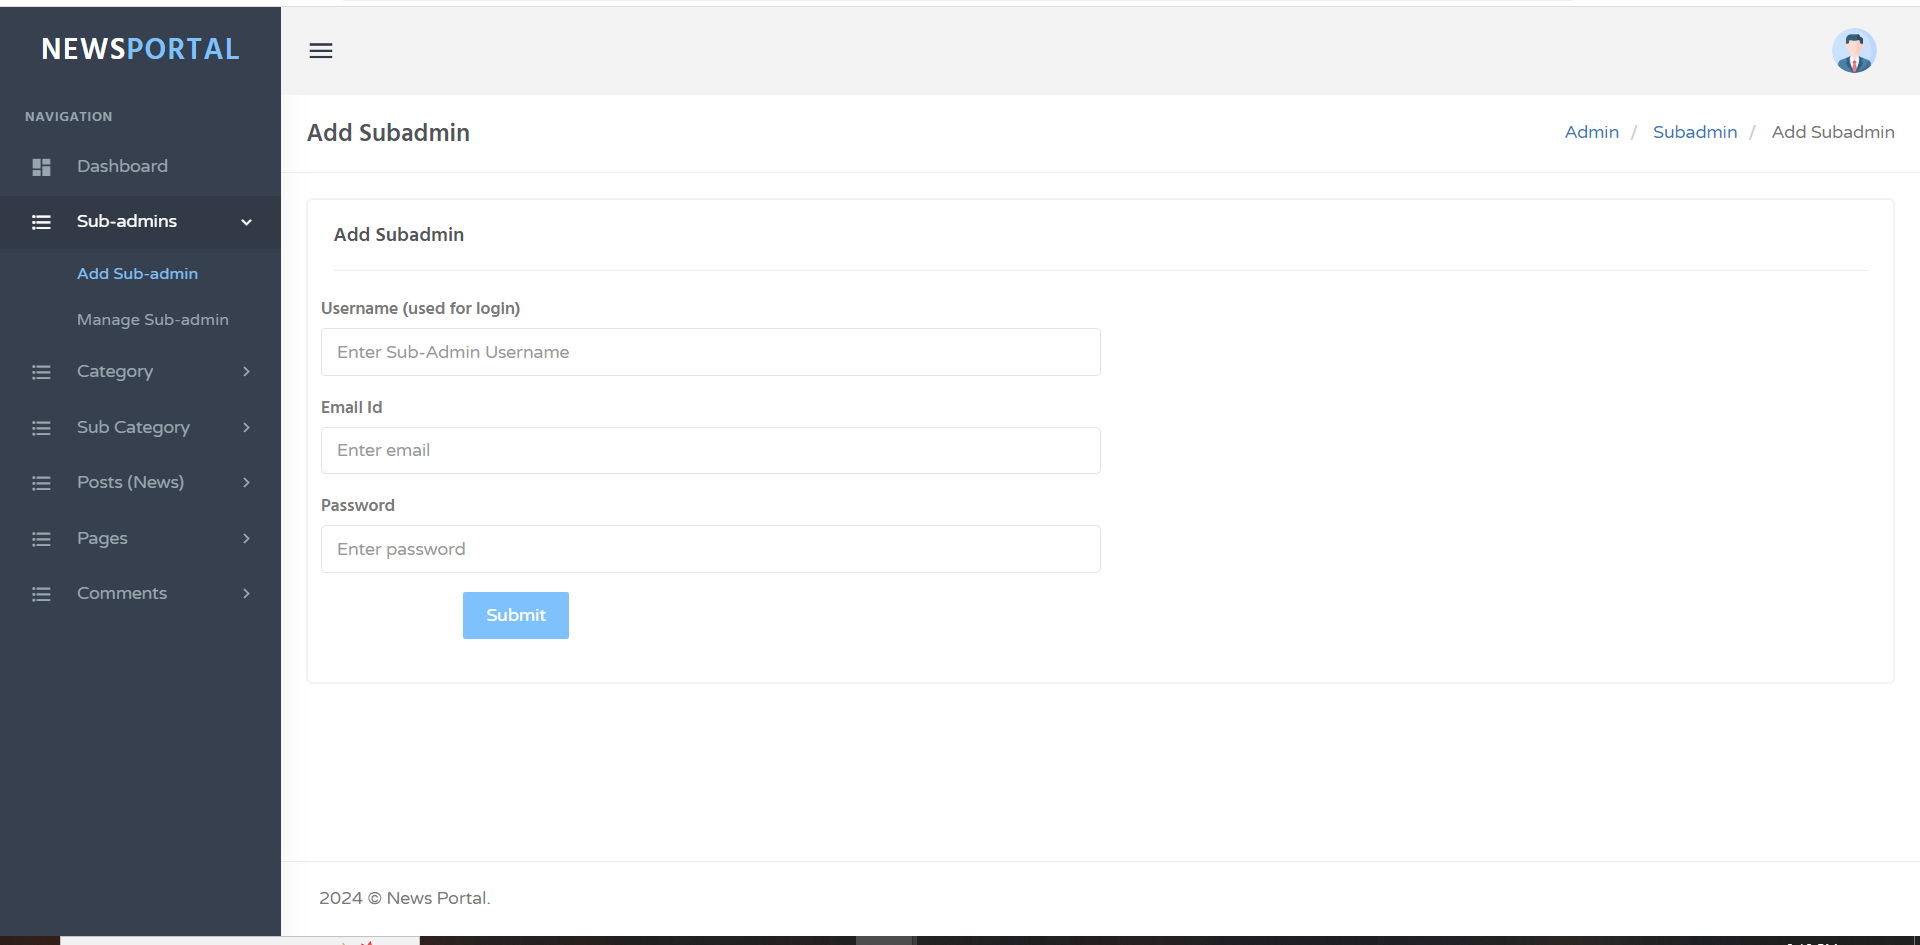 NEWSPORTAL
NAVIGATION
Dashboard
Sub-admins
Add Sub-admin
Manage Sub-admin
Category
Sub Category
Posts (News)
Pages
Comments
Add Subadmin
Admin / Subadmin / Add Subadmin
Add Subadmin
Username (used for login)
Enter Sub-Admin Username
Email Id
Enter email
Password
Enter password
Submit
2024 © News Portal.